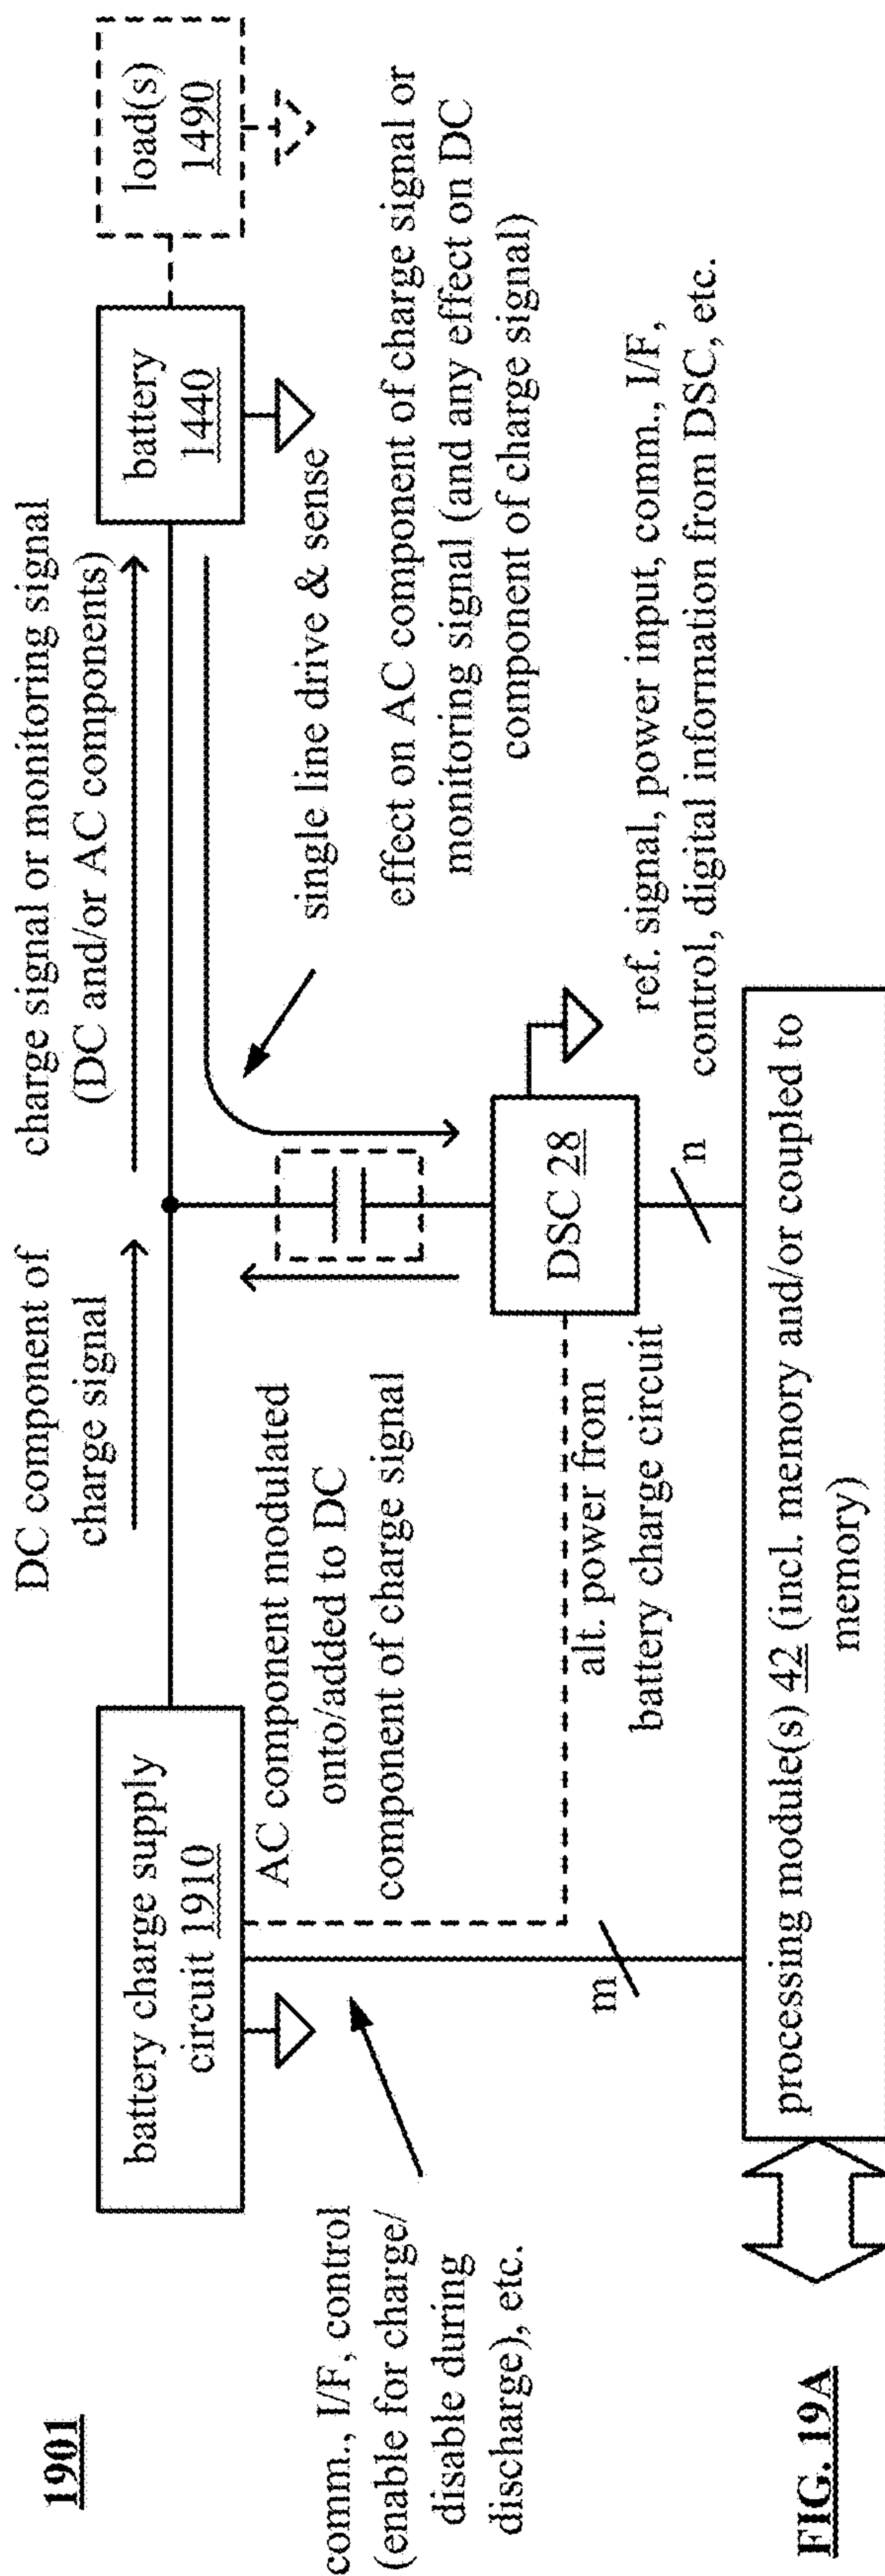 1901
DC component of
charge signal
charge signal or monitoring signal
(DC and/or AC components)
battery charge supply
circuit 1910
battery
1440
load(s)
1490
AC component modulated
onto/added to DC
component of charge signal
single line drive & sense
effect on AC component of charge signal or
monitoring signal (and any effect on DC
component of charge signal)
comm., I/F, control
(enable for charge/
disable during
discharge), etc.
alt. power from
battery charge circuit
DSC 28
ref. signal, power input, comm., I/F,
control, digital information from DSC, etc.
m
n
processing module(s) 42 (incl. memory and/or coupled to
memory)
FIG. 19A